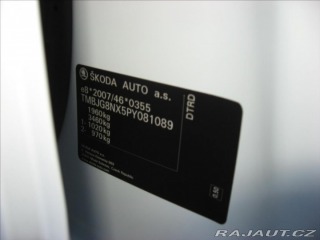 ŠKODA AUTO a.s.
e8*2007/46*0355
TMBJG8NX5PY081089
1960kg
3460kg
1: 1020kg
2: 970kg
DTRD
RAJAUT.CZ